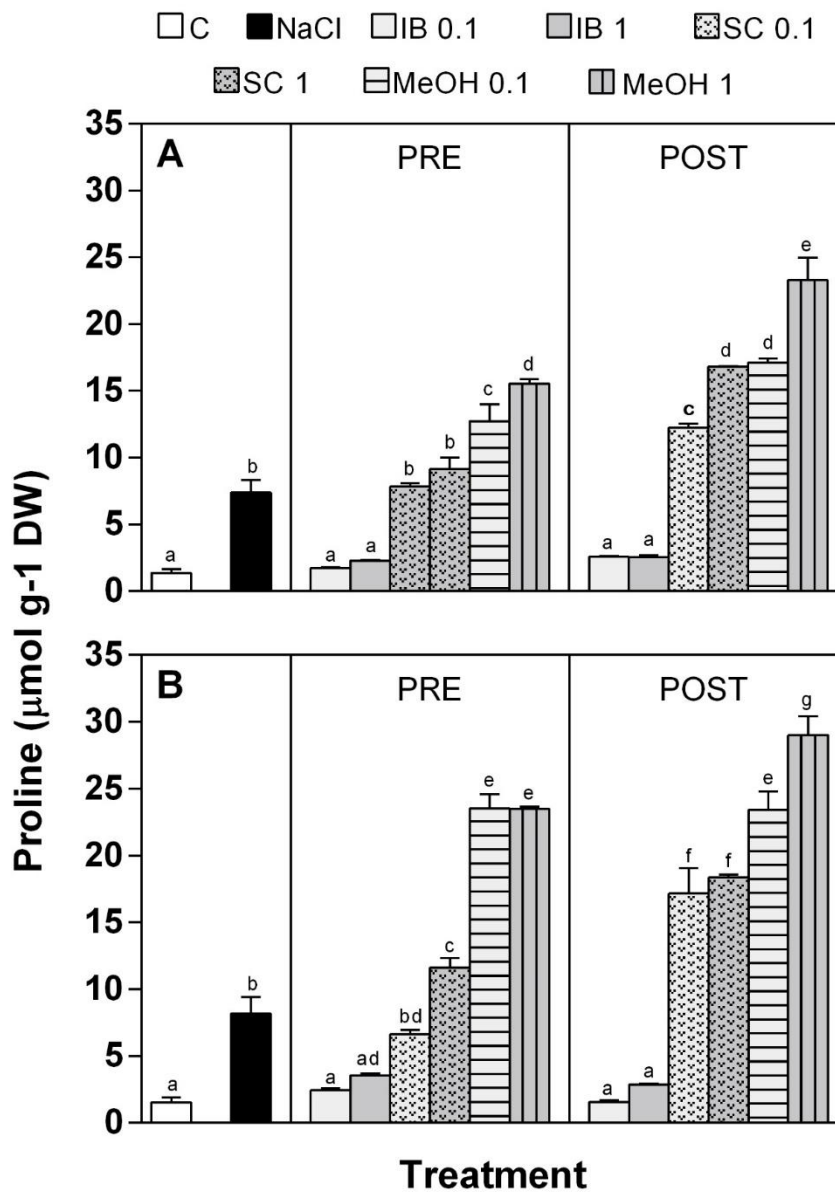 C NaCl IB 0.1 IB 1 SC 0.1
SC 1 MeOH 0.1 MeOH 1
Proline (μmol g-1 DW)
35
30
25
20
15
10
5
0
A
PRE
POST
a
b
a
a
b
b
c
d
a
a
c
d
d
e
35
30
25
20
15
10
5
0
B
PRE
POST
a
b
a
ad
bd
c
e
e
a
a
f
f
e
g
Treatment